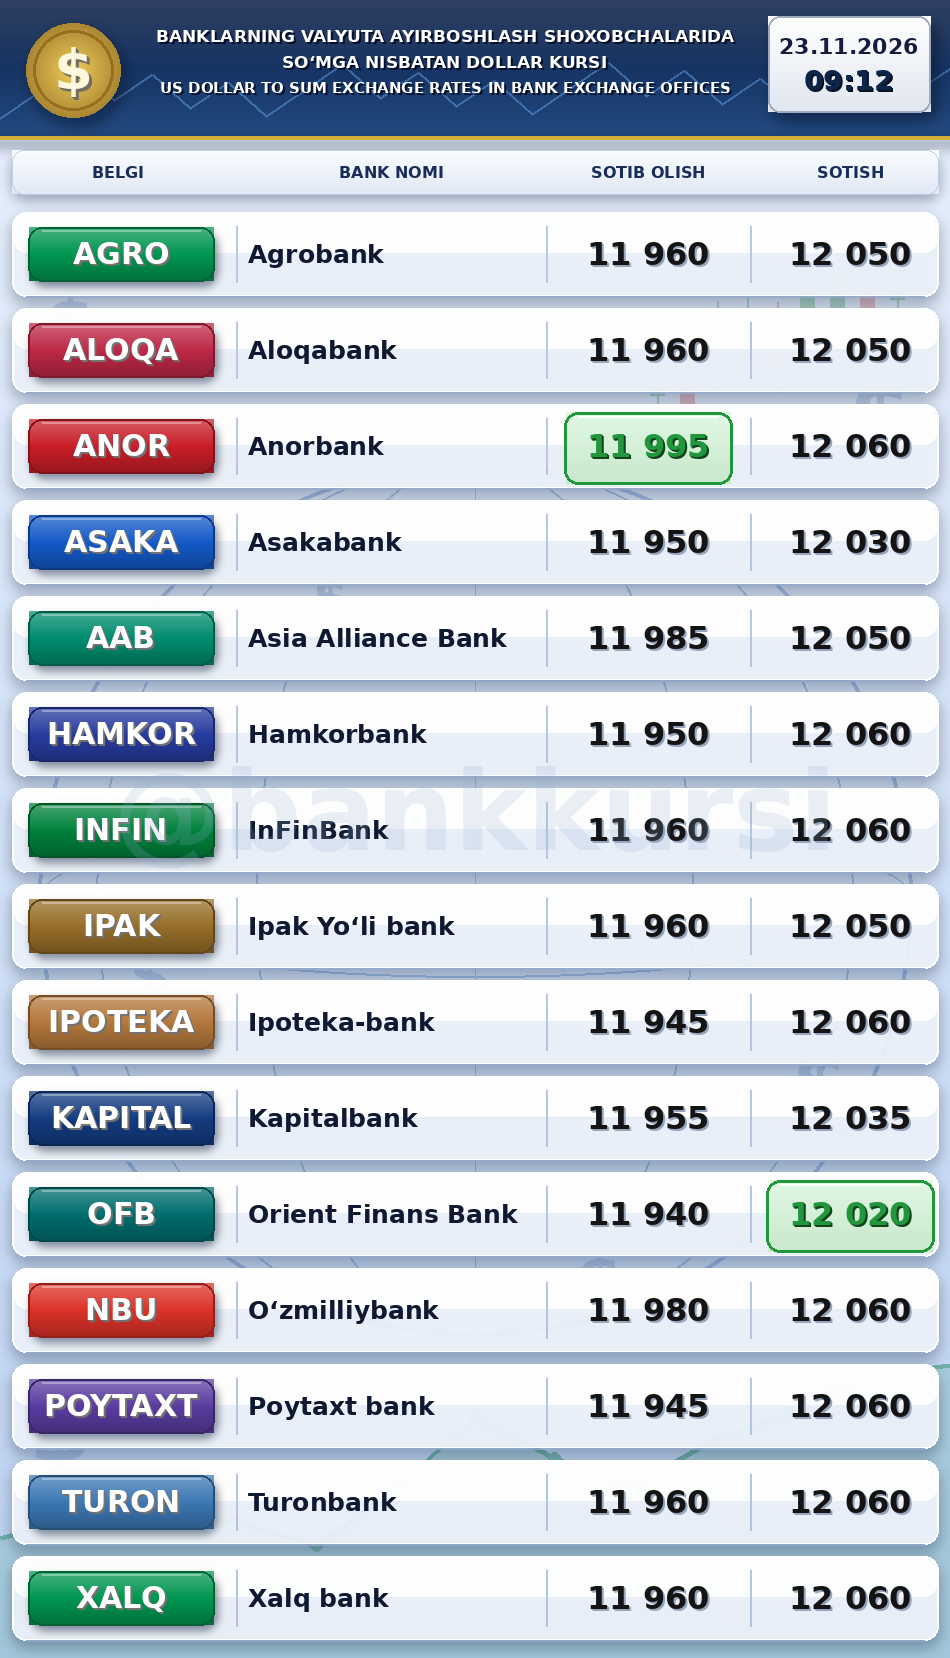 BANKLARNING VALYUTA AYIRBOSHLASH SHOXOBCHALARIDA
SOʻMGA NISBATAN DOLLAR KURSI
US DOLLAR TO SUM EXCHANGE RATES IN BANK EXCHANGE OFFICES
$
23.11.2026
09:12
BELGI BANK NOMI SOTIB OLISH SOTISH
AGRO Agrobank 11 960 12 050
ALOQA Aloqabank 11 960 12 050
ANOR Anorbank 11 995 12 060
ASAKA Asakabank 11 950 12 030
AAB Asia Alliance Bank 11 985 12 050
HAMKOR Hamkorbank 11 950 12 060
@bankkursi
INFIN InFinBank 11 960 12 060
IPAK Ipak Yoʻli bank 11 960 12 050
IPOTEKA Ipoteka-bank 11 945 12 060
KAPITAL Kapitalbank 11 955 12 035
OFB Orient Finans Bank 11 940 12 020
NBU Oʻzmilliybank 11 980 12 060
POYTAXT Poytaxt bank 11 945 12 060
TURON Turonbank 11 960 12 060
XALQ Xalq bank 11 960 12 060